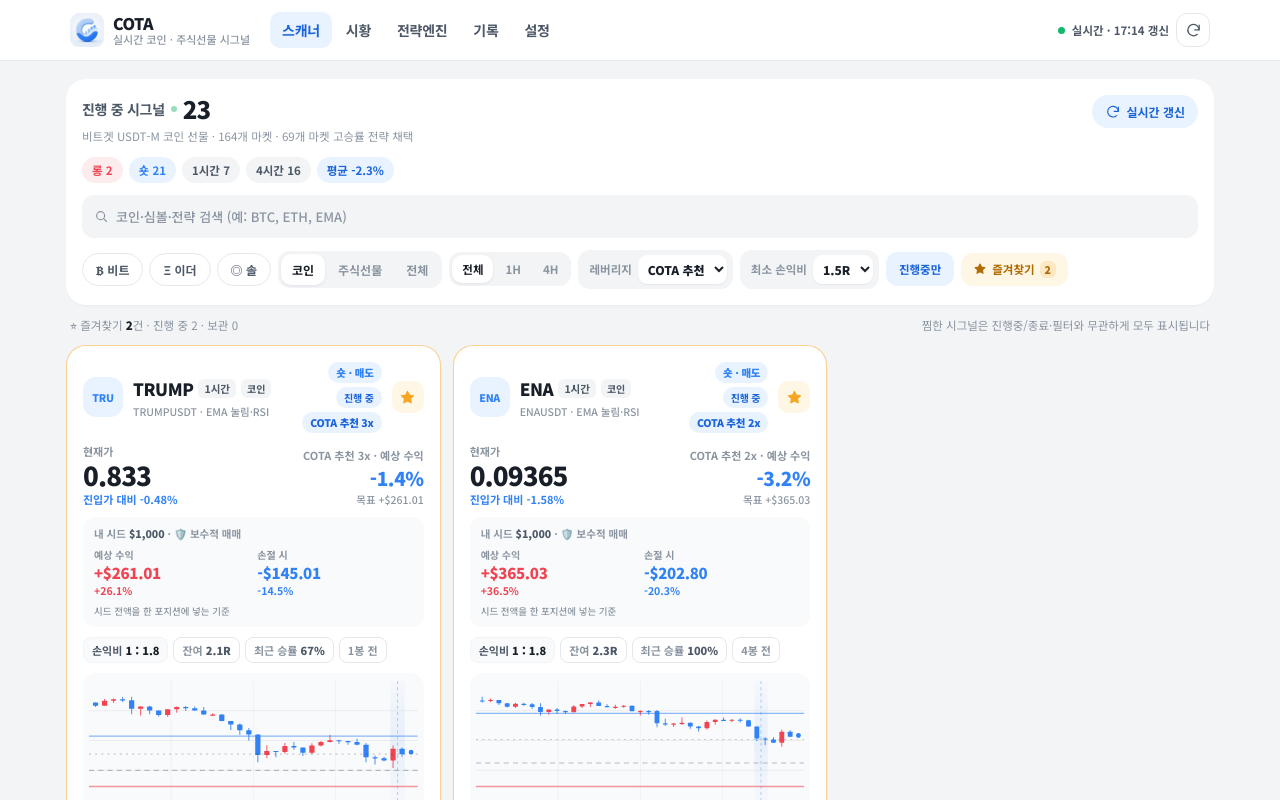 COTA
실시간 코인 · 주식선물 시그널
스캐너
시황
전략엔진
기록
설정
실시간 · 17:14 갱신
진행 중 시그널 23
실시간 갱신
비트겟 USDT-M 코인 선물 · 164개 마켓 · 69개 마켓 고승률 전략 채택
롱 2
숏 21
1시간 7
4시간 16
평균 -2.3%
코인·심볼·전략 검색 (예: BTC, ETH, EMA)
₿ 비트
Ξ 이더
◎ 솔
코인
주식선물
전체
전체
1H
4H
레버리지
COTA 추천
최소 손익비
1.5R
진행중만
★ 즐겨찾기 2
⭐ 즐겨찾기 2건 · 진행 중 2 · 보관 0
찜한 시그널은 진행중/종료·필터와 무관하게 모두 표시됩니다
TRU
TRUMP 1시간 코인
TRUMPUSDT · EMA 눌림·RSI
숏 · 매도
진행 중
COTA 추천 3x
현재가
0.833
진입가 대비 -0.48%
COTA 추천 3x · 예상 수익
-1.4%
목표 +$261.01
내 시드 $1,000 · 🛡️ 보수적 매매
예상 수익
+$261.01
+26.1%
손절 시
-$145.01
-14.5%
시드 전액을 한 포지션에 넣는 기준
손익비 1 : 1.8
잔여 2.1R
최근 승률 67%
1봉 전
ENA
ENA 1시간 코인
ENAUSDT · EMA 눌림·RSI
숏 · 매도
진행 중
COTA 추천 2x
현재가
0.09365
진입가 대비 -1.58%
COTA 추천 2x · 예상 수익
-3.2%
목표 +$365.03
내 시드 $1,000 · 🛡️ 보수적 매매
예상 수익
+$365.03
+36.5%
손절 시
-$202.80
-20.3%
시드 전액을 한 포지션에 넣는 기준
손익비 1 : 1.8
잔여 2.3R
최근 승률 100%
4봉 전